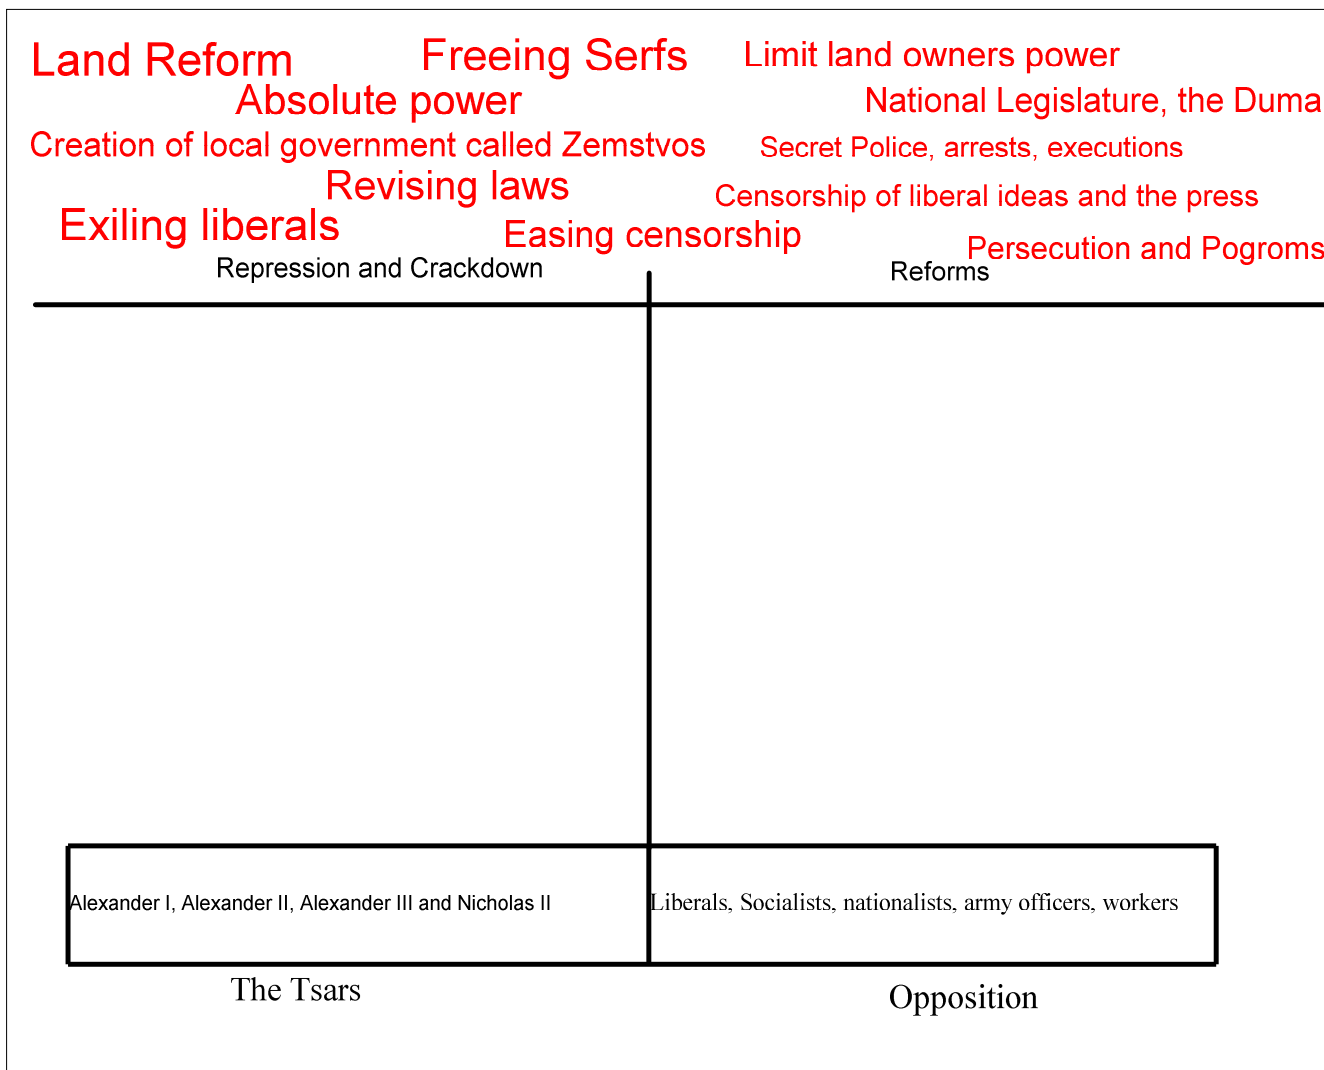 Land Reform
Freeing Serfs
Limit land owners power
Absolute power
National Legislature, the Duma
Creation of local government called Zemstvos
Secret Police, arrests, executions
Revising laws
Censorship of liberal ideas and the press
Exiling liberals
Easing censorship
Persecution and Pogroms
Repression and Crackdown
Reforms
Alexander I, Alexander II, Alexander III and Nicholas II
Liberals, Socialists, nationalists, army officers, workers
The Tsars
Opposition